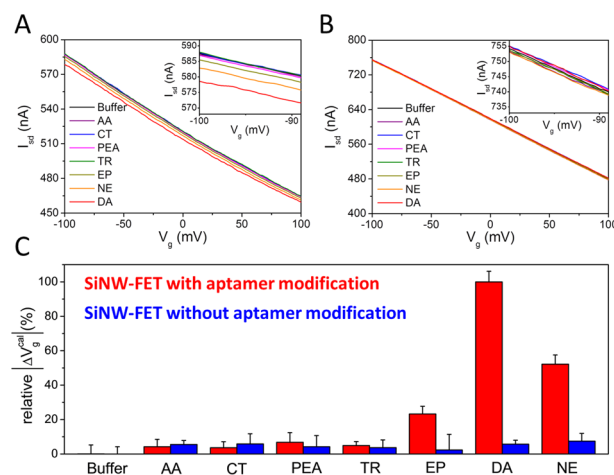 A
600
570
540
510
480
450
I_sd (nA)
-100
-50
0
50
100
V_g (mV)
Buffer
AA
CT
PEA
TR
EP
NE
DA
590
585
580
575
570
I_sd (nA)
-100
-90
V_g (mV)
B
800
720
640
560
480
400
I_sd (nA)
-100
-50
0
50
100
V_g (mV)
Buffer
AA
CT
PEA
TR
EP
NE
DA
755
750
745
740
735
I_sd (nA)
-100
-90
V_g (mV)
C
SiNW-FET with aptamer modification
SiNW-FET without aptamer modification
relative |ΔV_g^cal| (%)
100
80
60
40
20
0
Buffer AA CT PEA TR EP DA NE